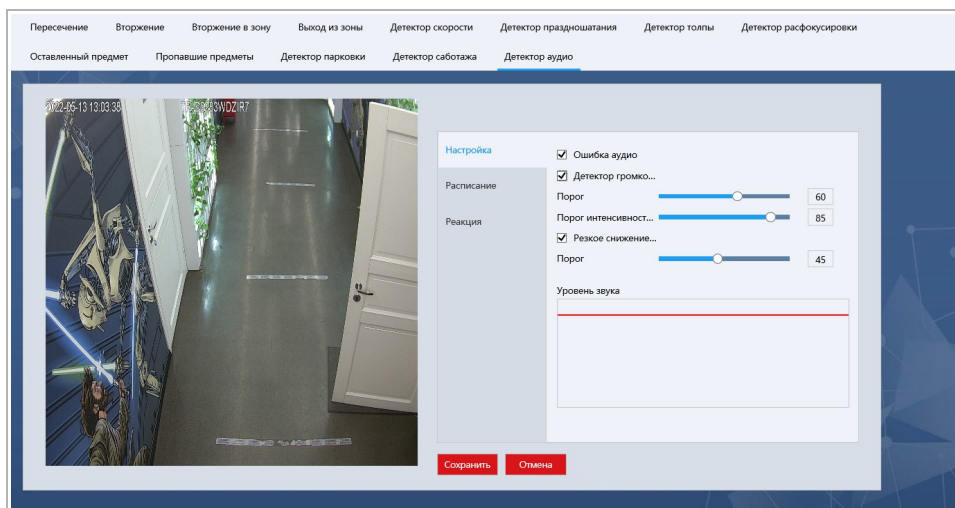 Пересечение Вторжение Вторжение в зону Выход из зоны Детектор скорости Детектор праздношатания Детектор толпы Детектор расфокусировки
Оставленный предмет Пропавшие предметы Детектор парковки Детектор саботажа Детектор аудио
2022-05-13 13:03:38
Настройка
Расписание
Реакция
Ошибка аудио
Детектор громко...
Порог 60
Порог интенсивност... 85
Резкое снижение...
Порог 45
Уровень звука
Сохранить Отмена